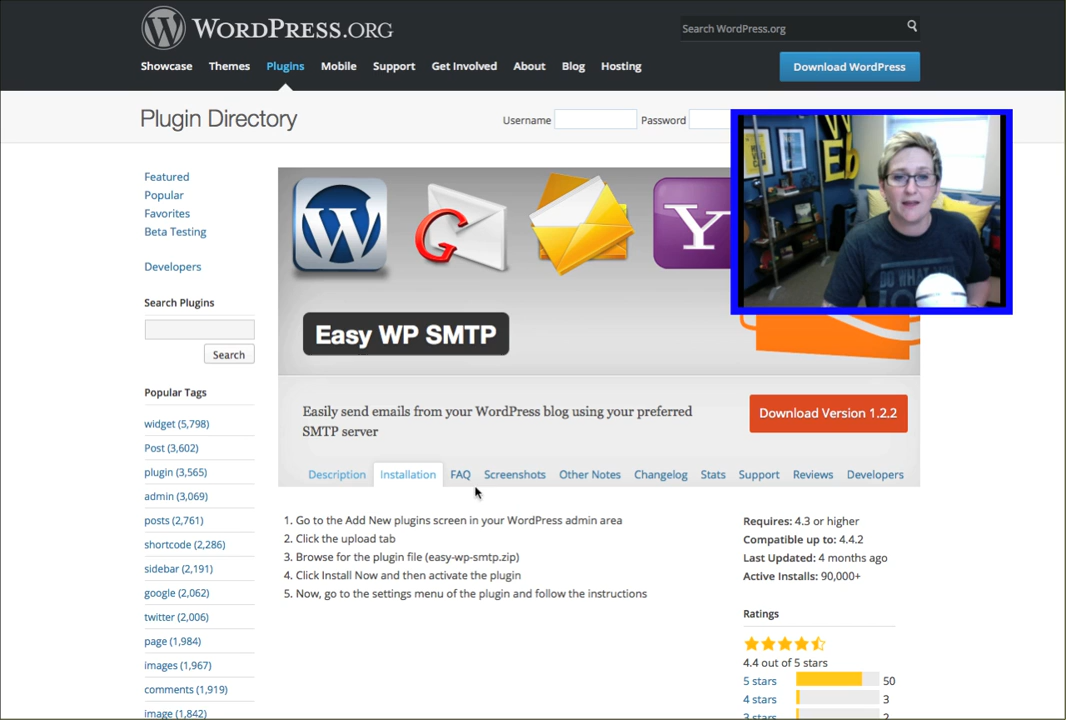 WORDPRESS.ORG
Search WordPress.org
Showcase Themes Plugins Mobile Support Get Involved About Blog Hosting
Download WordPress
Plugin Directory
Username Password
Featured
Popular
Favorites
Beta Testing
Developers
Search Plugins
Search
Popular Tags
widget (5,798)
Post (3,602)
plugin (3,565)
admin (3,069)
posts (2,761)
shortcode (2,286)
sidebar (2,191)
google (2,062)
twitter (2,006)
page (1,984)
images (1,967)
comments (1,919)
image (1,842)
W G Y
Easy WP SMTP
WEb
DO WHAT
Easily send emails from your WordPress blog using your preferred
SMTP server
Download Version 1.2.2
Description Installation FAQ Screenshots Other Notes Changelog Stats Support Reviews Developers
1. Go to the Add New plugins screen in your WordPress admin area
2. Click the upload tab
3. Browse for the plugin file (easy-wp-smtp.zip)
4. Click Install Now and then activate the plugin
5. Now, go to the settings menu of the plugin and follow the instructions
Requires: 4.3 or higher
Compatible up to: 4.4.2
Last Updated: 4 months ago
Active Installs: 90,000+
Ratings
4.4 out of 5 stars
5 stars 50
4 stars 3
3 stars 2